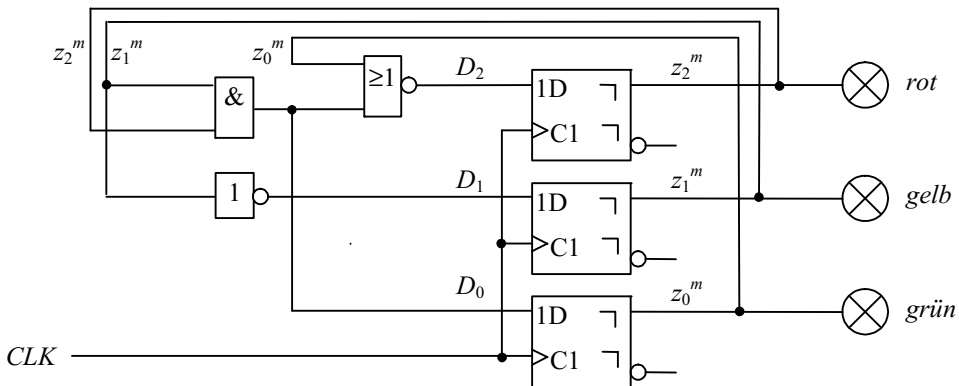 z₂ᵐ z₁ᵐ z₀ᵐ ≥1 D₂ z₂ᵐ rot
& 1D
C1
1 D₁ z₁ᵐ gelb
1D
C1
D₀ z₀ᵐ grün
1D
CLK C1